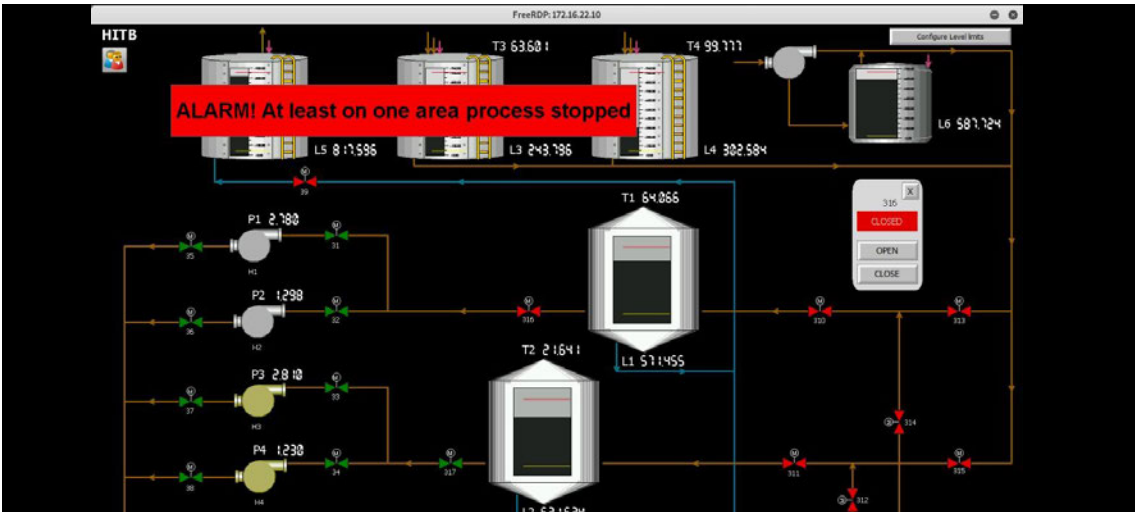 FreeRDP: 172.16.22.10
HITB
Configure Level limits
T3 63.601
T4 99.777
ALARM! At least on one area process stopped
L5 817.596
L3 243.796
L4 302.584
L6 587.724
M
39
T1 64.066
X
316
CLOSED
OPEN
CLOSE
P1 2.780
M
35
M
31
H1
P2 1.298
M
36
M
32
M
316
M
310
M
313
H2
T2 21.641
L1 571.455
P3 2.810
M
37
M
33
H3
S
314
P4 1.230
M
38
M
34
M
317
M
311
M
315
H4
S
312